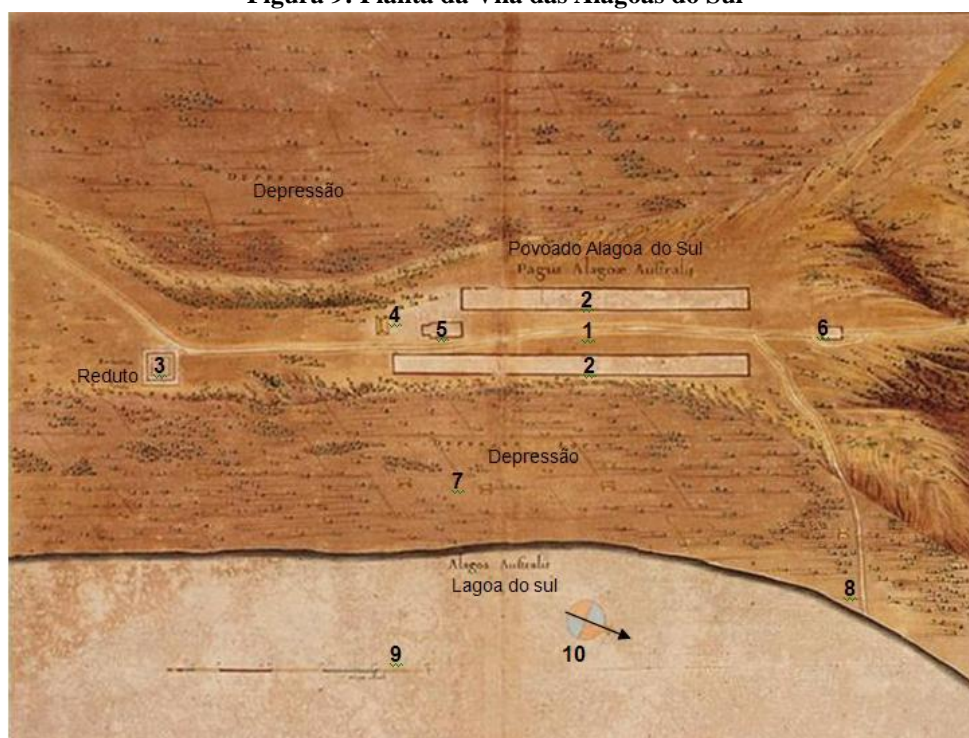 Figura 9: Planta da Vila das Alagoas do Sul
Depressão
Povoado Alagoa do Sul
Pagus Alagoæ Australis
2
4
5
1
6
3
Reduto
2
Depressão
7
Alagoa Australis
Lagoa do sul
8
9
10